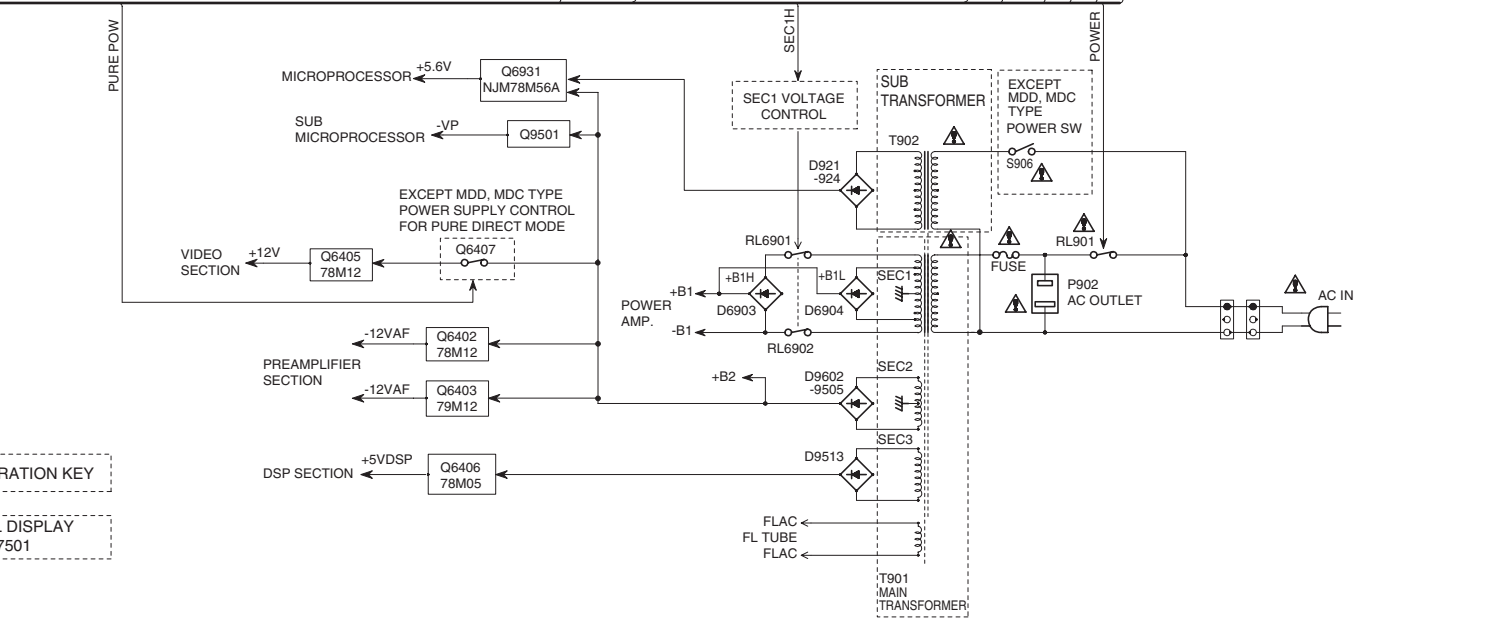 PURE POW
SEC1H
POWER
MICROPROCESSOR
+5.6V
Q6931
NJM78M56A
SUB
MICROPROCESSOR
-VP
Q9501
SEC1 VOLTAGE
CONTROL
SUB
TRANSFORMER
EXCEPT
MDD, MDC
TYPE
POWER SW
S906
T902
D921
-924
EXCEPT MDD, MDC TYPE
POWER SUPPLY CONTROL
FOR PURE DIRECT MODE
VIDEO
SECTION
+12V
Q6405
78M12
Q6407
RL6901
RL901
FUSE
SEC1
+B1
+B1H
+B1L
POWER
AMP.
D6903
D6904
-B1
RL6902
P902
AC OUTLET
AC IN
-12VAF
Q6402
78M12
PREAMPLIFIER
SECTION
-12VAF
Q6403
79M12
+B2
D9602
-9505
SEC2
SEC3
DSP SECTION
+5VDSP
Q6406
78M05
D9513
RATION KEY
DISPLAY
7501
FLAC
FL TUBE
FLAC
T901
MAIN
TRANSFORMER